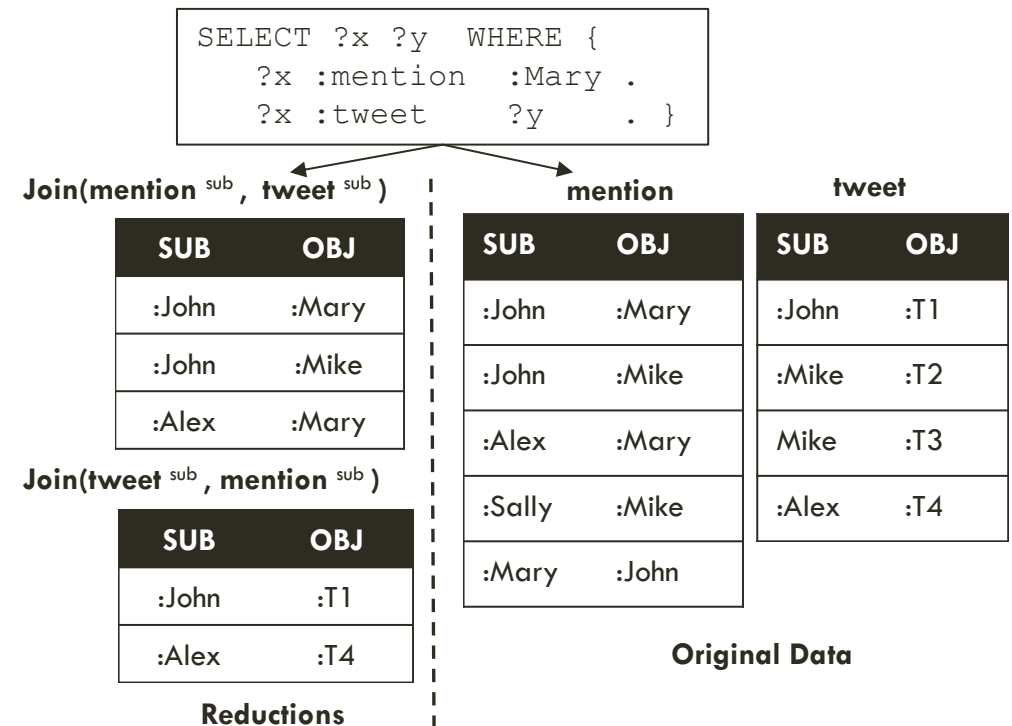 SELECT ?x ?y WHERE {
?x :mention :Mary .
?x :tweet ?y . }
Join(mention sub , tweet sub )
SUB OBJ
:John :Mary
:John :Mike
:Alex :Mary
Join(tweet sub , mention sub )
SUB OBJ
:John :T1
:Alex :T4
Reductions
mention
SUB OBJ
:John :Mary
:John :Mike
:Alex :Mary
:Sally :Mike
:Mary :John
tweet
SUB OBJ
:John :T1
:Mike :T2
Mike :T3
:Alex :T4
Original Data